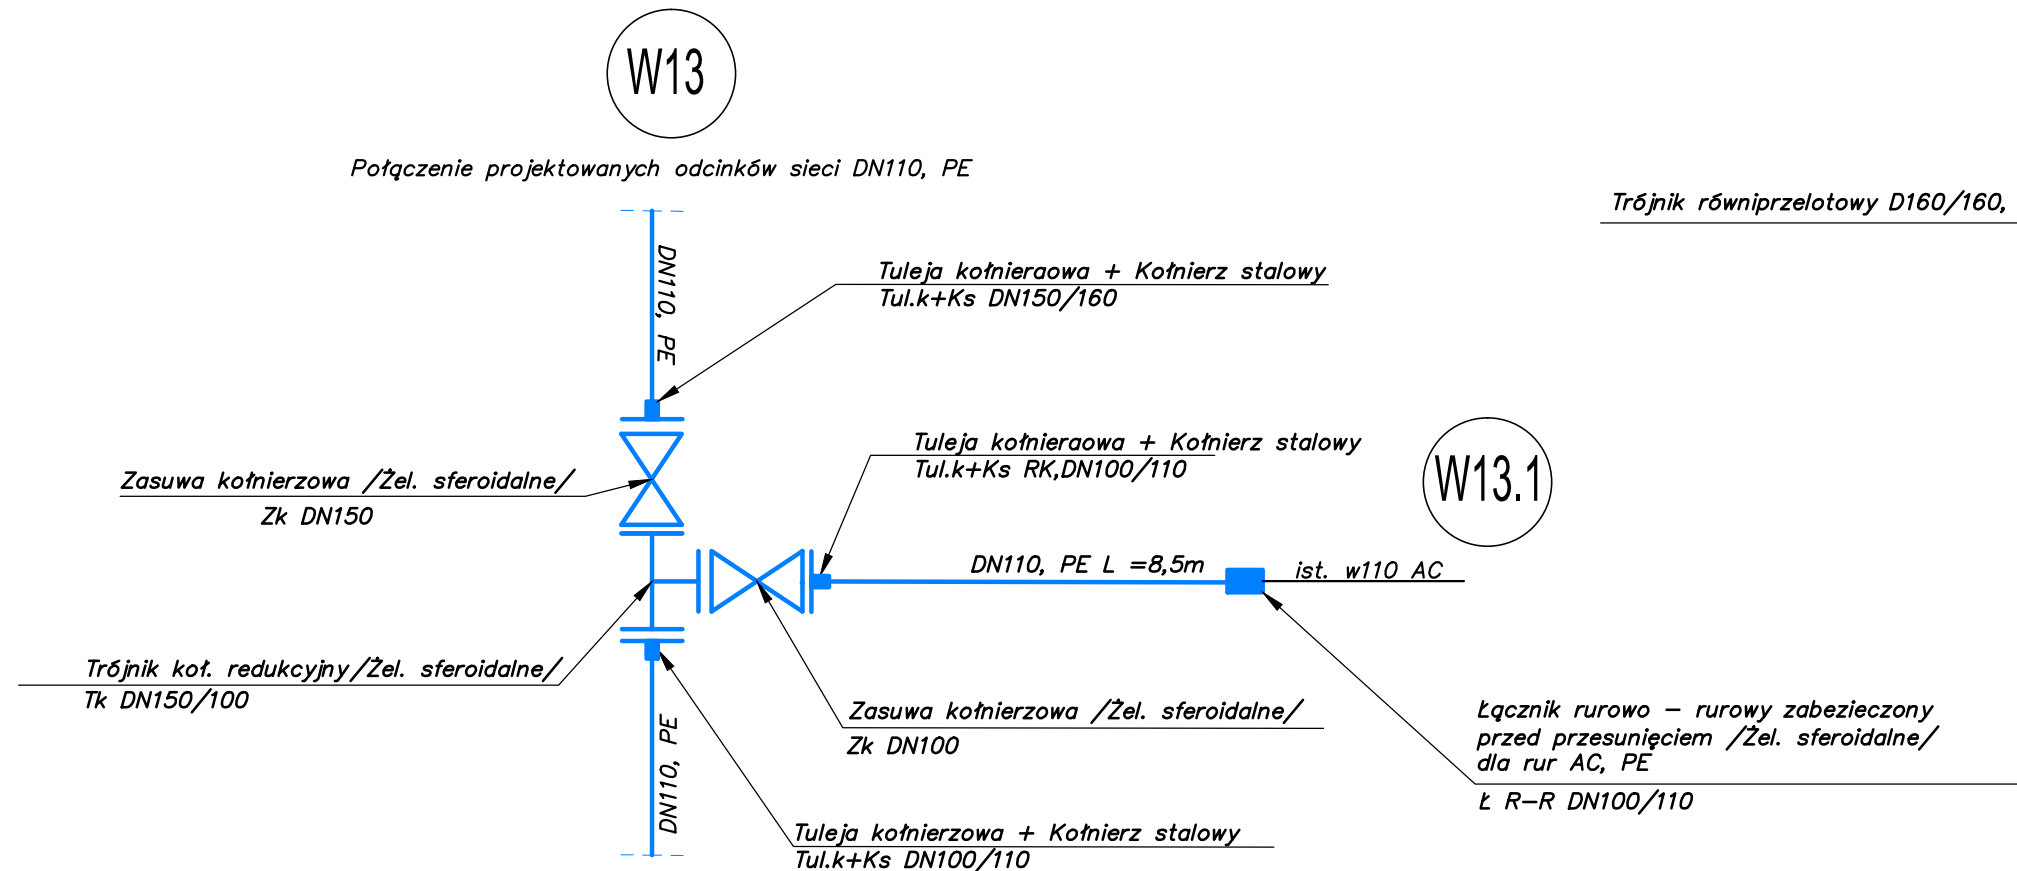 W13
Połączenie projektowanych odcinków sieci DN110, PE
Trójnik równiprzelotowy D160/160,
DN110, PE
Tuleja kołnieraowa + Kołnierz stalowy
Tul.k+Ks DN150/160
Tuleja kołnieraowa + Kołnierz stalowy
Tul.k+Ks RK,DN100/110
W13.1
Zasuwa kołnierzowa /Żel. sferoidalne/
Zk DN150
DN110, PE L =8,5m
ist. w110 AC
Trójnik koł. redukcyjny/Żel. sferoidalne/
Tk DN150/100
DN110, PE
Zasuwa kołnierzowa /Żel. sferoidalne/
Zk DN100
Łącznik rurowo – rurowy zabezieczony
przed przesunięciem /Żel. sferoidalne/
dla rur AC, PE
Ł R–R DN100/110
Tuleja kołnierzowa + Kołnierz stalowy
Tul.k+Ks DN100/110